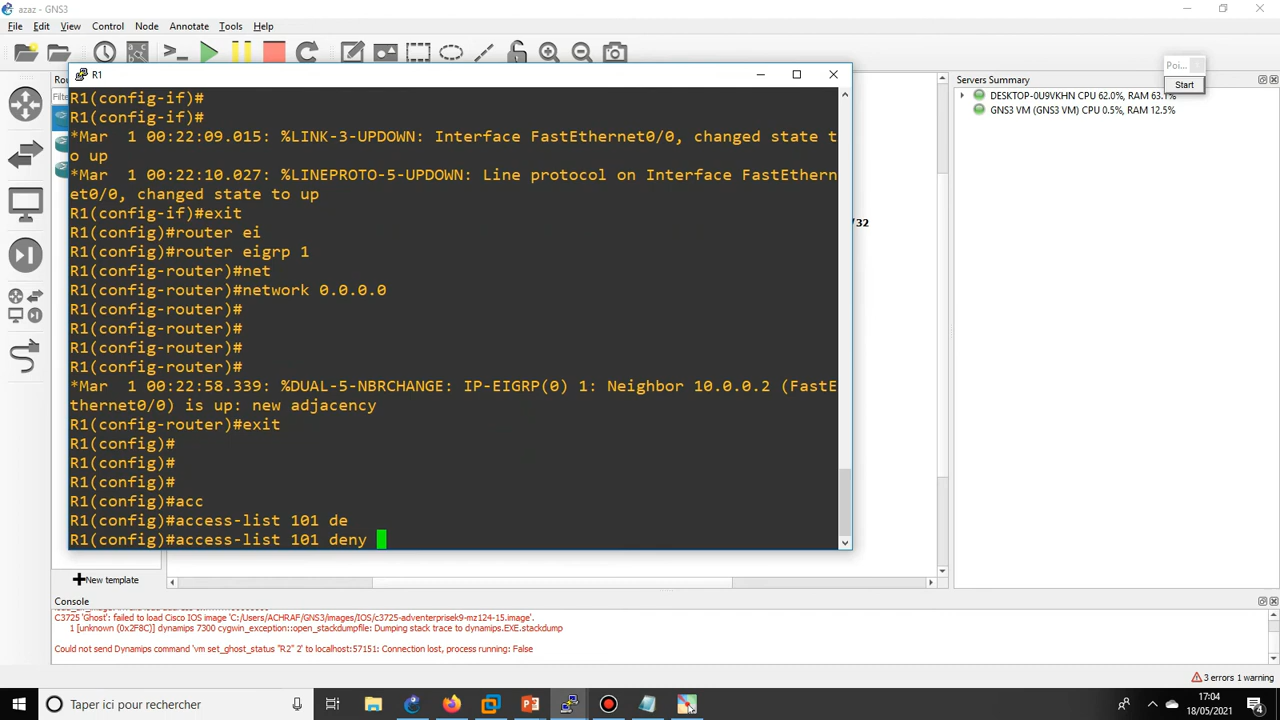 azaz - GNS3
File Edit View Control Node Annotate Tools Help
R1
Poi...
Start
Servers Summary
DESKTOP-0U9VKHN CPU 62.0%, RAM 63.1%
GNS3 VM (GNS3 VM) CPU 0.5%, RAM 12.5%
Rou
Filte
/32
R1(config-if)#
R1(config-if)#
*Mar  1 00:22:09.015: %LINK-3-UPDOWN: Interface FastEthernet0/0, changed state t
o up
*Mar  1 00:22:10.027: %LINEPROTO-5-UPDOWN: Line protocol on Interface FastEthern
et0/0, changed state to up
R1(config-if)#exit
R1(config)#router ei
R1(config)#router eigrp 1
R1(config-router)#net
R1(config-router)#network 0.0.0.0
R1(config-router)#
R1(config-router)#
R1(config-router)#
R1(config-router)#
*Mar  1 00:22:58.339: %DUAL-5-NBRCHANGE: IP-EIGRP(0) 1: Neighbor 10.0.0.2 (FastE
thernet0/0) is up: new adjacency
R1(config-router)#exit
R1(config)#
R1(config)#
R1(config)#
R1(config)#acc
R1(config)#access-list 101 de
R1(config)#access-list 101 deny
New template
Console
C3725 'Ghost': failed to load Cisco IOS image 'C:/Users/ACHRAF/GNS3/images/IOS/c3725-adventerprisek9-mz124-15.image'.
1 [unknown (0x2F8C)] dynamips 7300 cygwin_exception::open_stackdumpfile: Dumping stack trace to dynamips.EXE.stackdump
Could not send Dynamips command 'vm set_ghost_status "R2" 2' to localhost:57151: Connection lost, process running: False
3 errors 1 warning
Taper ici pour rechercher
17:04
18/05/2021
4